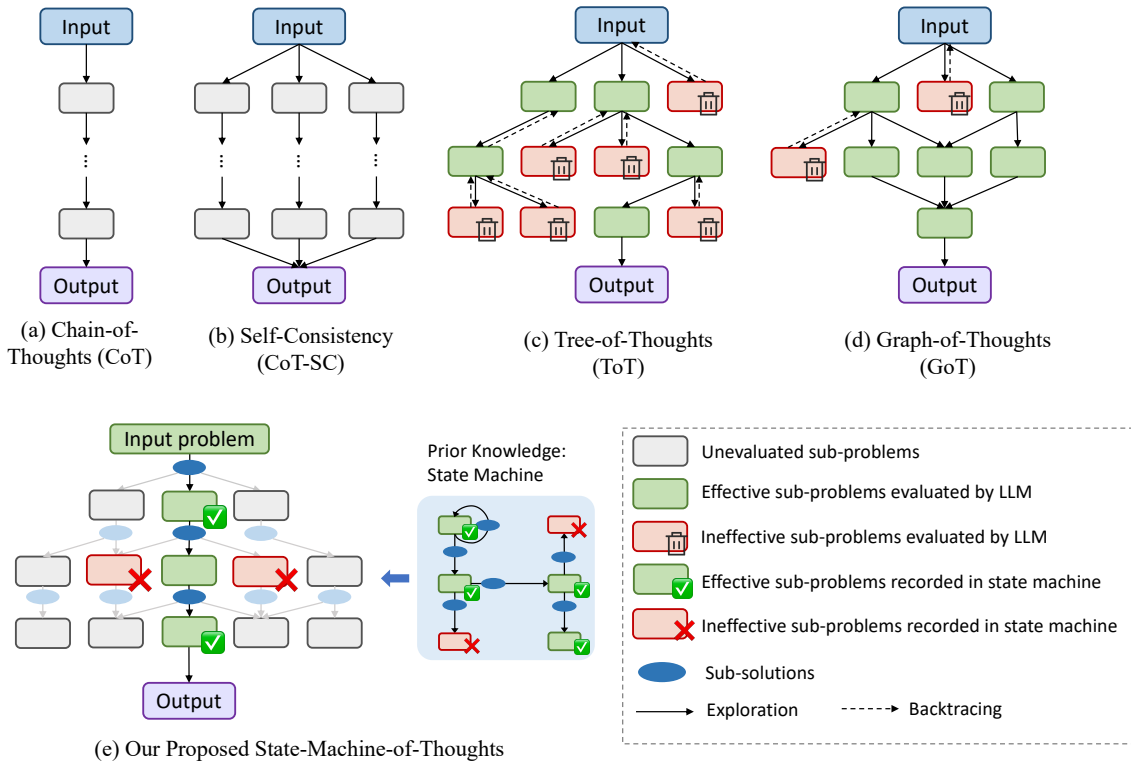 Input
Input
Input
Input
...
...
...
...
Output
Output
Output
Output
(a) Chain-of-
Thoughts (CoT)
(b) Self-Consistency
(CoT-SC)
(c) Tree-of-Thoughts
(ToT)
(d) Graph-of-Thoughts
(GoT)
Input problem
Output
Prior Knowledge:
State Machine
Unevaluated sub-problems
Effective sub-problems evaluated by LLM
Ineffective sub-problems evaluated by LLM
Effective sub-problems recorded in state machine
Ineffective sub-problems recorded in state machine
Sub-solutions
Exploration
Backtracing
(e) Our Proposed State-Machine-of-Thoughts